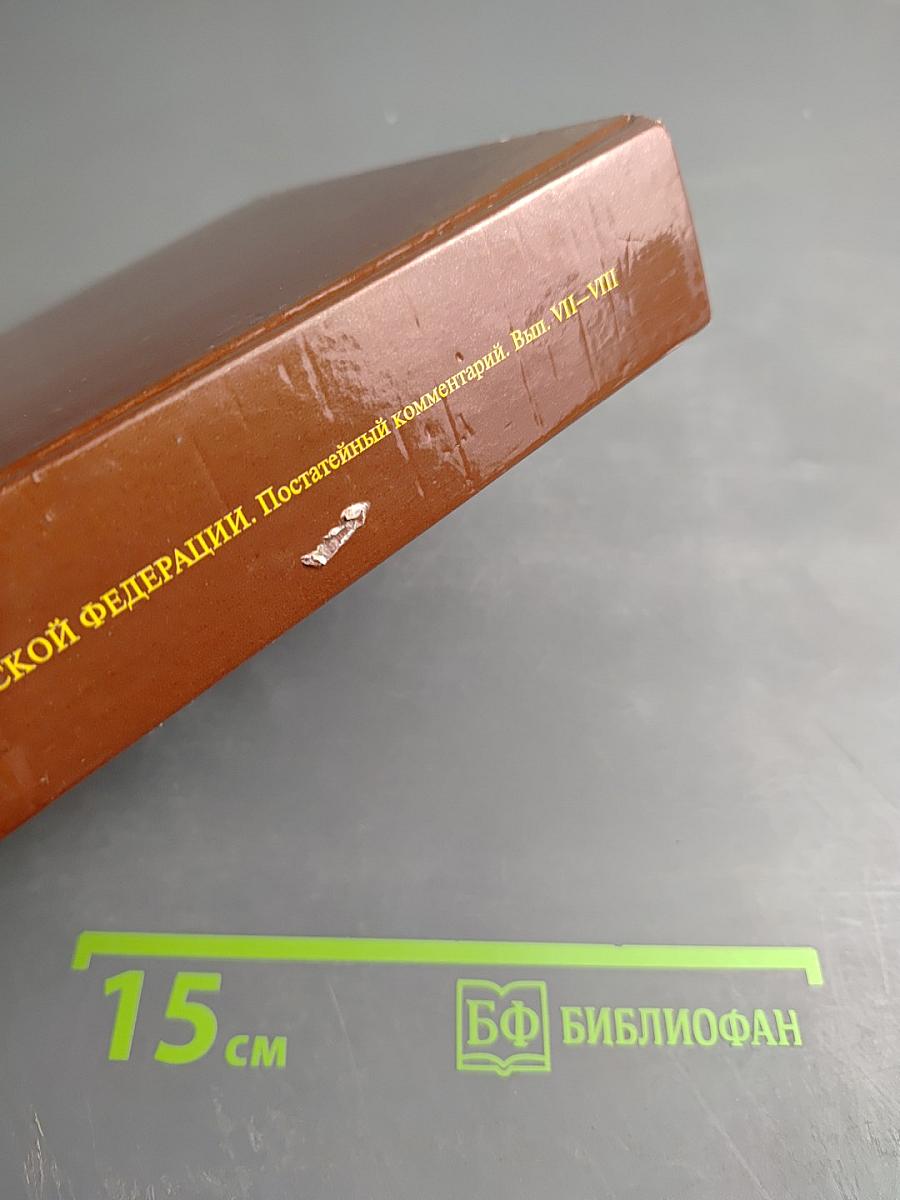 СКОЙ ФЕДЕРАЦИИ. Постатейный комментарий. Вып. VII—VIII
15 см
БФ БИБЛИОФАН